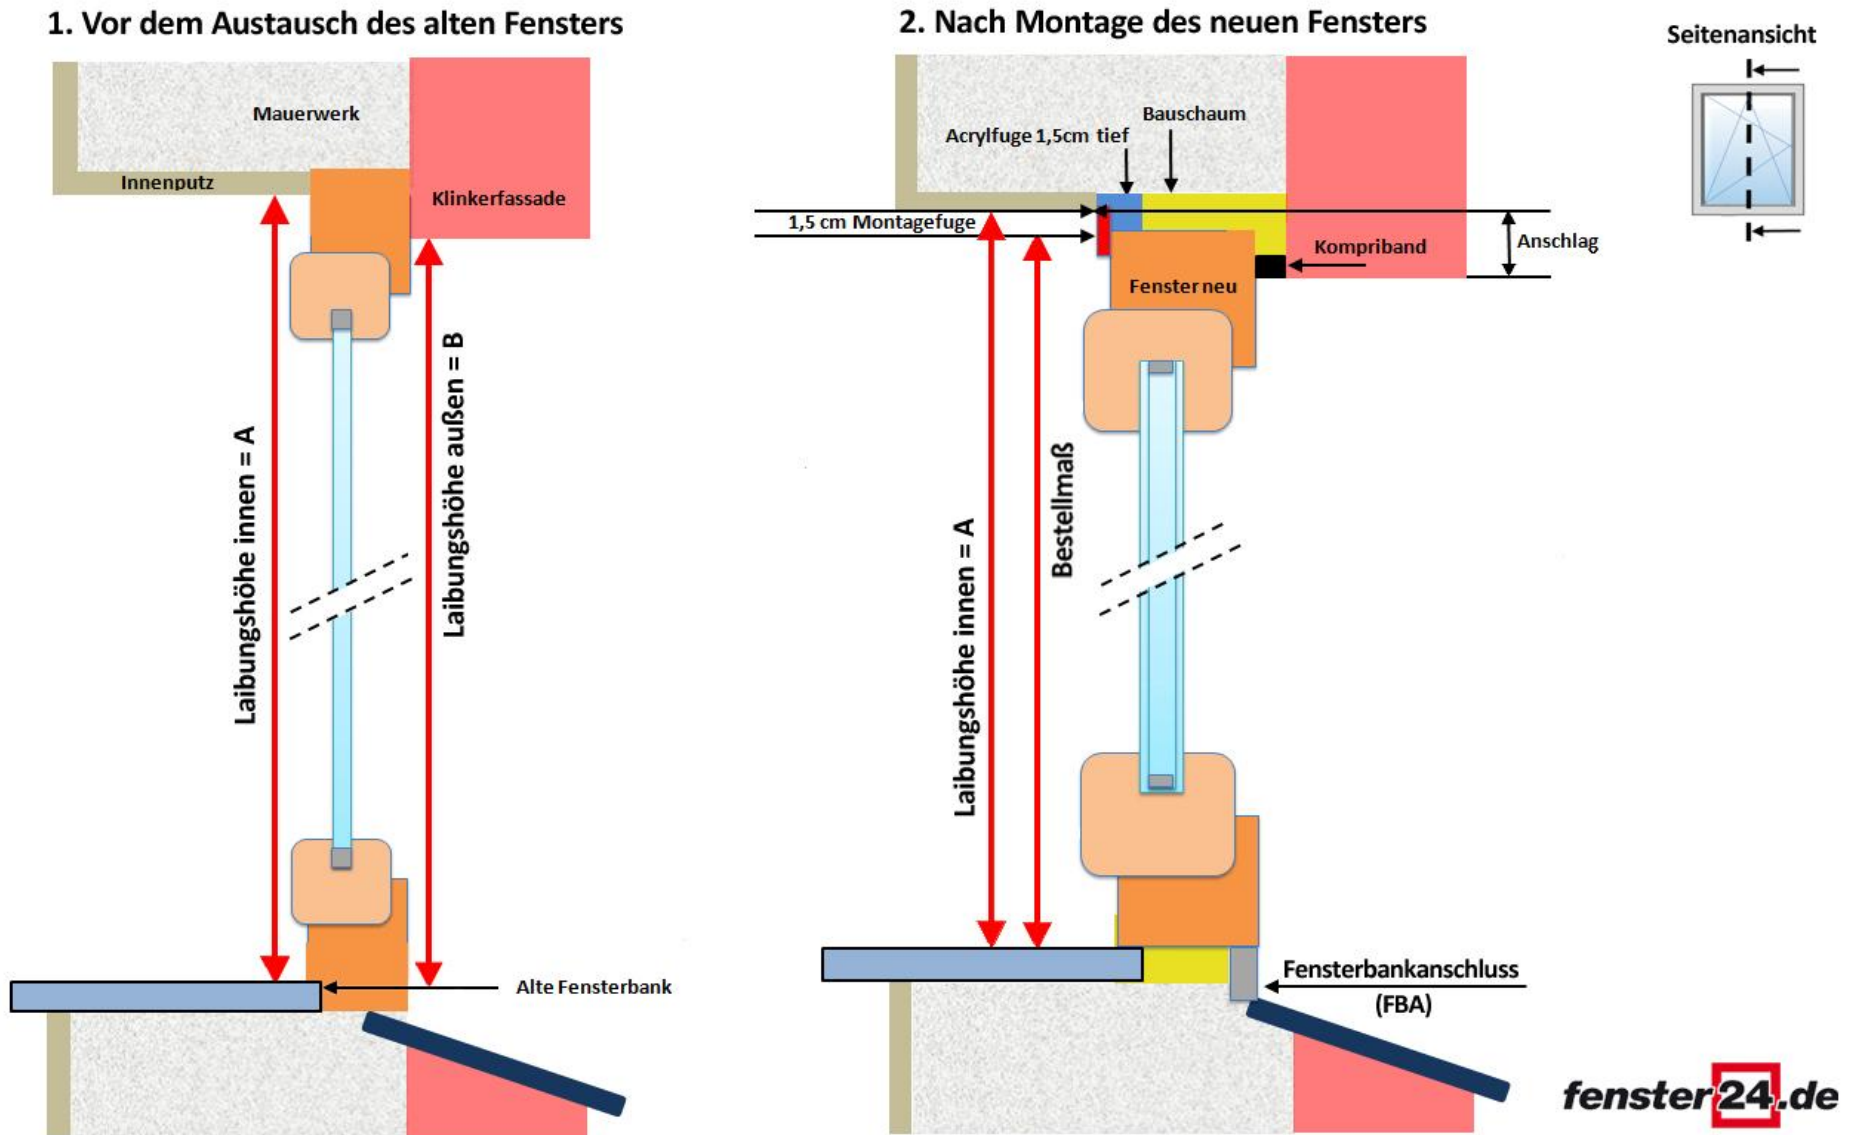 1. Vor dem Austausch des alten Fensters
2. Nach Montage des neuen Fensters
Seitenansicht
Mauerwerk
Innenputz
Klinkerfassade
Laibungshöhe innen = A
Laibungshöhe außen = B
Alte Fensterbank
Bauschaum
Acrylfuge 1,5cm tief
1,5 cm Montagefuge
Kompriband
Anschlag
Fenster neu
Laibungshöhe innen = A
Bestellmaß
Fensterbankanschluss
(FBA)
fenster24.de